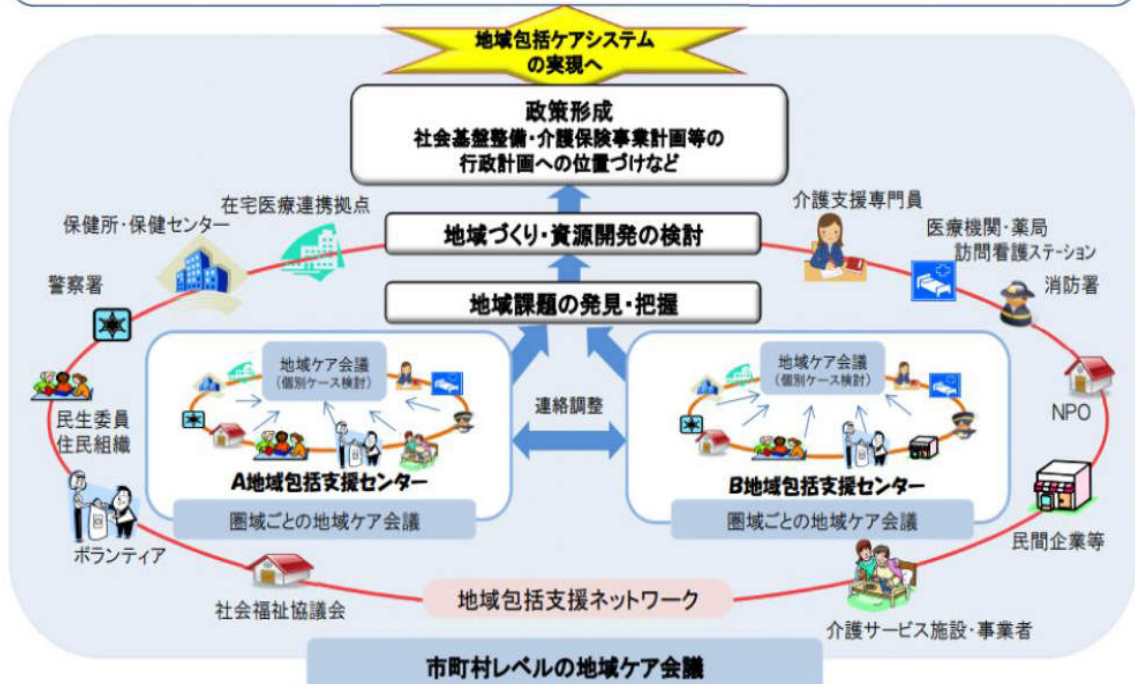 地域包括ケアシステム
の実現へ
政策形成
社会基盤整備・介護保険事業計画等の
行政計画への位置づけなど
在宅医療連携拠点
保健所・保健センター
介護支援専門員
医療機関・薬局
訪問看護ステーション
地域づくり・資源開発の検討
警察署
消防署
地域課題の発見・把握
地域ケア会議
(個別ケース検討)
地域ケア会議
(個別ケース検討)
連絡調整
民生委員
住民組織
NPO
A地域包括支援センター
B地域包括支援センター
圏域ごとの地域ケア会議
圏域ごとの地域ケア会議
ボランティア
民間企業等
社会福祉協議会
地域包括支援ネットワーク
介護サービス施設・事業者
市町村レベルの地域ケア会議